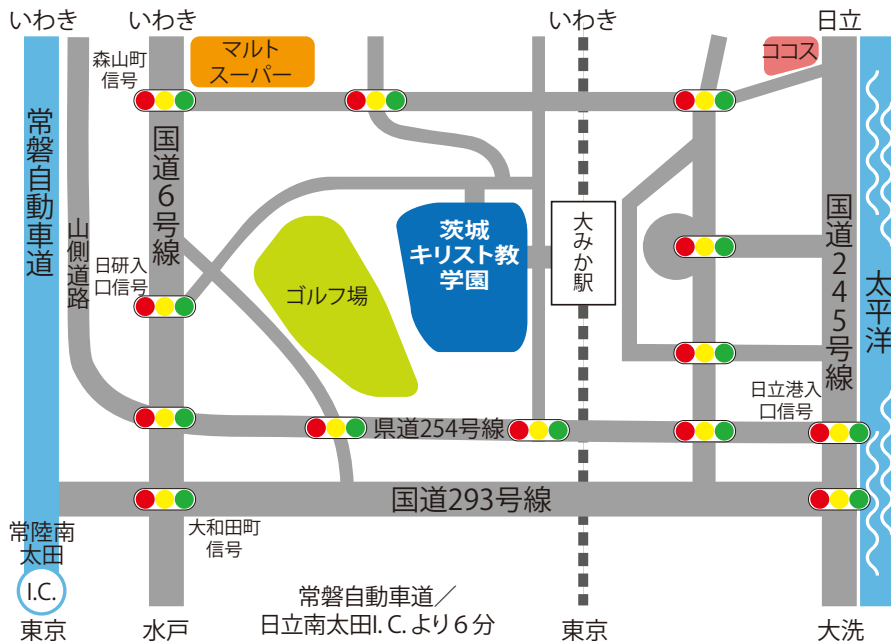 いわき
いわき
いわき
日立
森山町
信号
マルト
スーパー
ココス
常磐自動車道
国道6号線
山側道路
日研入
口信号
ゴルフ場
茨城
キリスト教
学園
大みか駅
国道245号線
太平洋
日立港入
口信号
県道254号線
国道293号線
常陸南
太田
I.C.
大和田町
信号
常磐自動車道／
日立南太田I.C.より6分
東京
水戸
東京
大洗